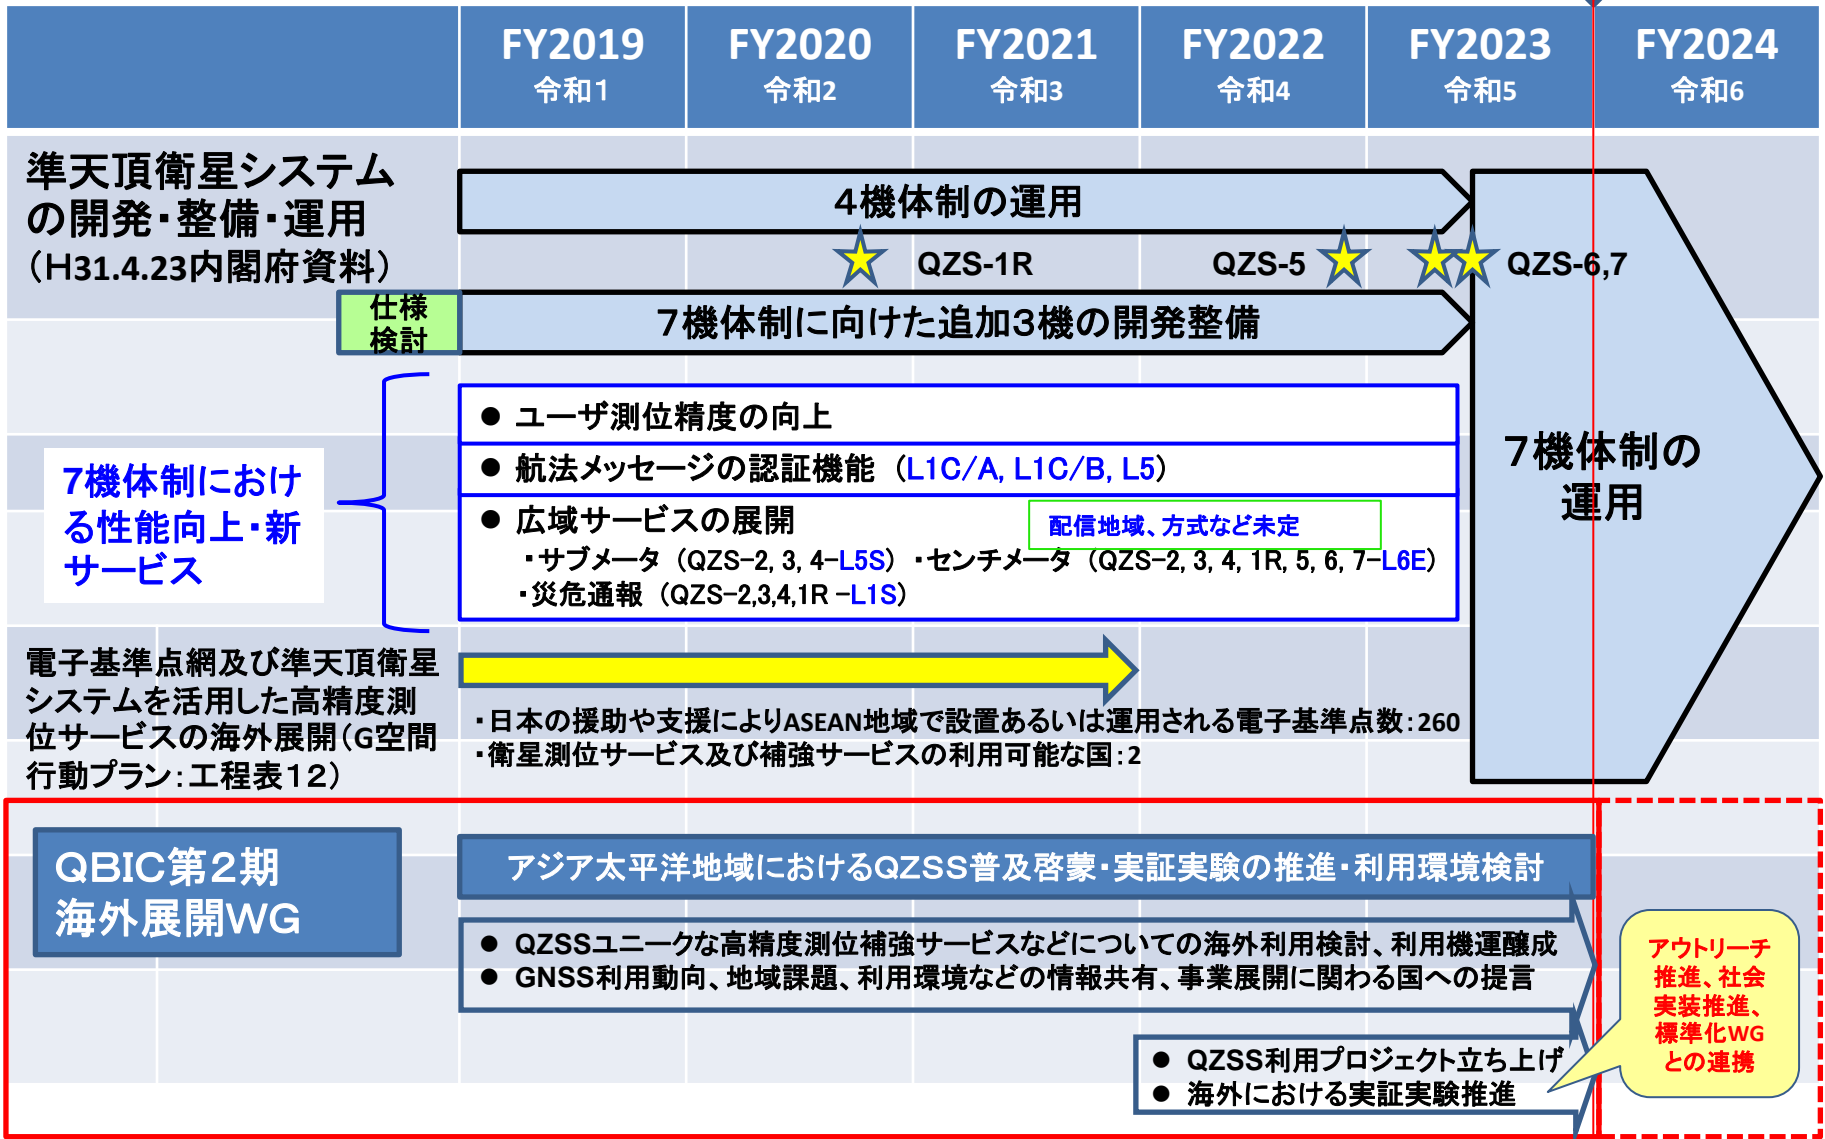 FY2019
令和1
FY2020
令和2
FY2021
令和3
FY2022
令和4
FY2023
令和5
FY2024
令和6
準天頂衛星システム
の開発・整備・運用
（H31.4.23内閣府資料）
4機体制の運用
QZS-1R
QZS-5
QZS-6,7
仕様
検討
7機体制に向けた追加3機の開発整備
7機体制の
運用
7機体制におけ
る性能向上・新
サービス
● ユーザ測位精度の向上
● 航法メッセージの認証機能（L1C/A, L1C/B, L5）
● 広域サービスの展開
配信地域、方式など未定
・サブメータ（QZS-2, 3, 4-L5S）・センチメータ（QZS-2, 3, 4, 1R, 5, 6, 7-L6E）
・災危通報（QZS-2,3,4,1R -L1S）
電子基準点網及び準天頂衛星
システムを活用した高精度測
位サービスの海外展開（G空間
行動プラン：工程表12）
・日本の援助や支援によりASEAN地域で設置あるいは運用される電子基準点数：260
・衛星測位サービス及び補強サービスの利用可能な国：2
QBIC第2期
海外展開WG
アジア太平洋地域におけるQZSS普及啓蒙・実証実験の推進・利用環境検討
● QZSSユニークな高精度測位補強サービスなどについての海外利用検討、利用機運醸成
● GNSS利用動向、地域課題、利用環境などの情報共有、事業展開に関わる国への提言
● QZSS利用プロジェクト立ち上げ
● 海外における実証実験推進
アウトリーチ
推進、社会
実装推進、
標準化WG
との連携